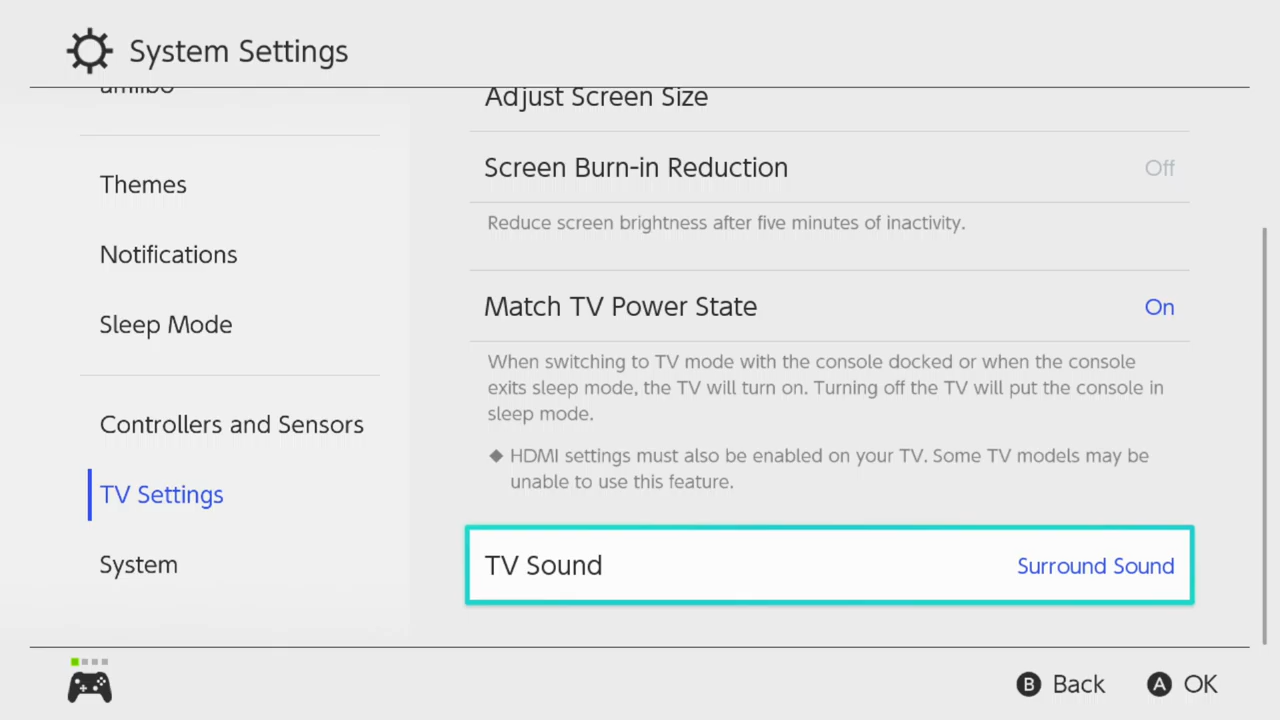 System Settings
amiibo
Themes
Notifications
Sleep Mode
Controllers and Sensors
TV Settings
System
Adjust Screen Size
Screen Burn-in Reduction Off
Reduce screen brightness after five minutes of inactivity.
Match TV Power State On
When switching to TV mode with the console docked or when the console
exits sleep mode, the TV will turn on. Turning off the TV will put the console in
sleep mode.
◆ HDMI settings must also be enabled on your TV. Some TV models may be
unable to use this feature.
TV Sound Surround Sound
B Back A OK